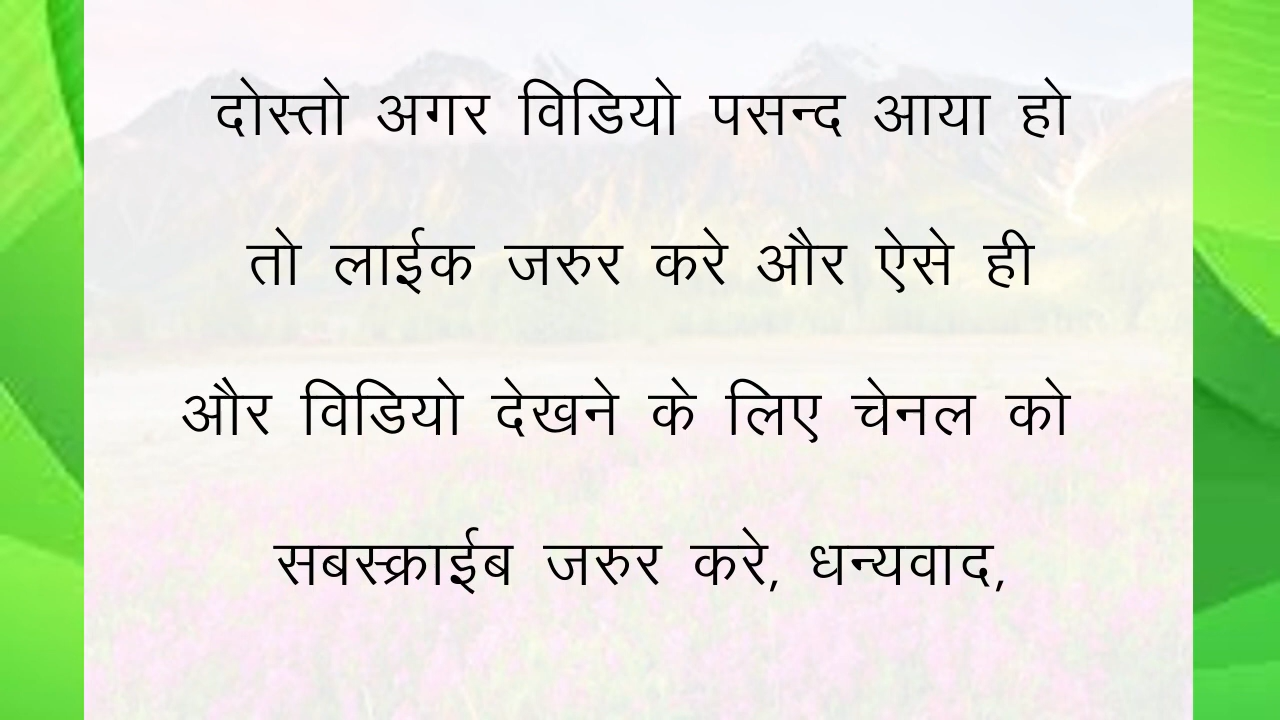 दोस्तो अगर विडियो पसन्द आया हो
तो लाईक जरुर करे और ऐसे ही
और विडियो देखने के लिए चेनल को
सबस्क्राईब जरुर करे, धन्यवाद,